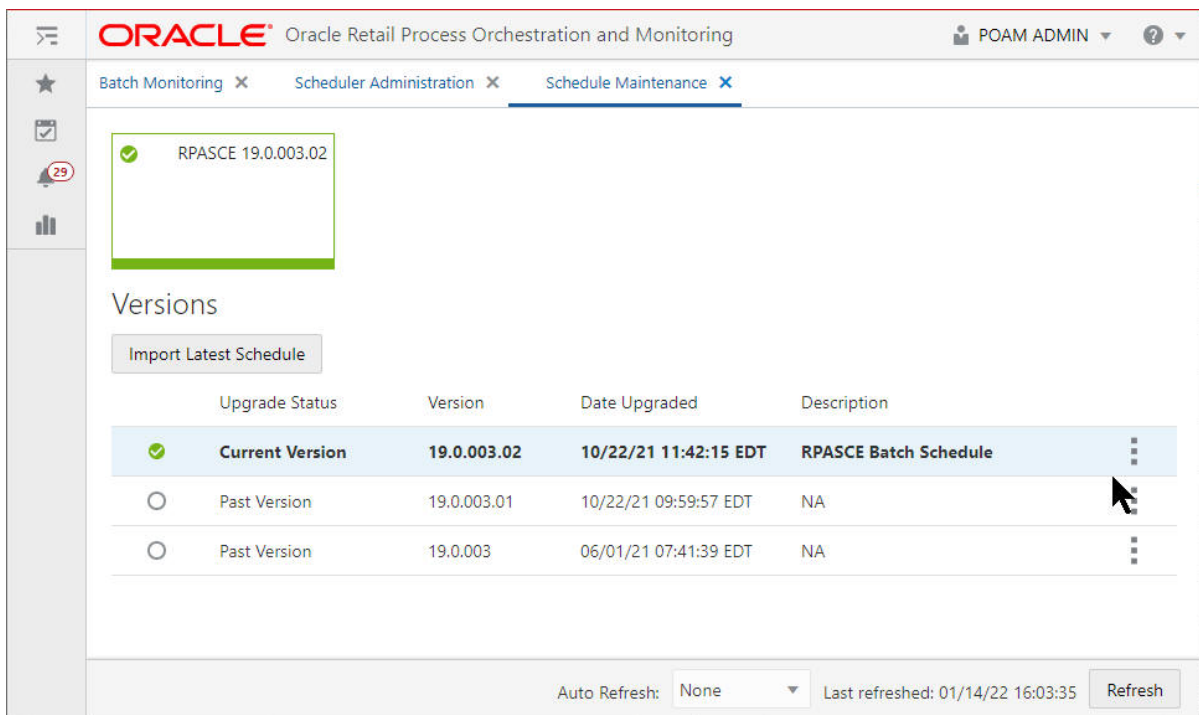 ORACLE® Oracle Retail Process Orchestration and Monitoring POAM ADMIN ?
Batch Monitoring Scheduler Administration Schedule Maintenance
29
RPASCE 19.0.003.02
Versions
Import Latest Schedule
Upgrade Status Version Date Upgraded Description
Current Version 19.0.003.02 10/22/21 11:42:15 EDT RPASCE Batch Schedule
Past Version 19.0.003.01 10/22/21 09:59:57 EDT NA
Past Version 19.0.003 06/01/21 07:41:39 EDT NA
Auto Refresh: None Last refreshed: 01/14/22 16:03:35 Refresh